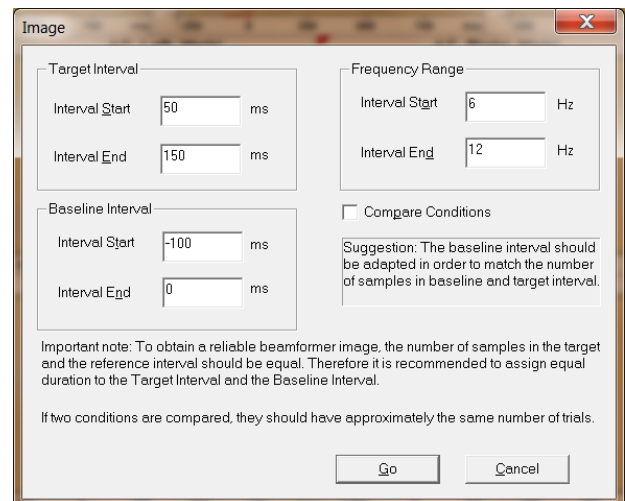 Image
Target Interval
Interval Start 50 ms
Interval End 150 ms
Frequency Range
Interval Start 6 Hz
Interval End 12 Hz
Baseline Interval
Interval Start -100 ms
Interval End 0 ms
Compare Conditions
Suggestion: The baseline interval should
be adapted in order to match the number
of samples in baseline and target interval.
Important note: To obtain a reliable beamformer image, the number of samples in the target
and the reference interval should be equal. Therefore it is recommended to assign equal
duration to the Target Interval and the Baseline Interval.
If two conditions are compared, they should have approximately the same number of trials.
Go
Cancel